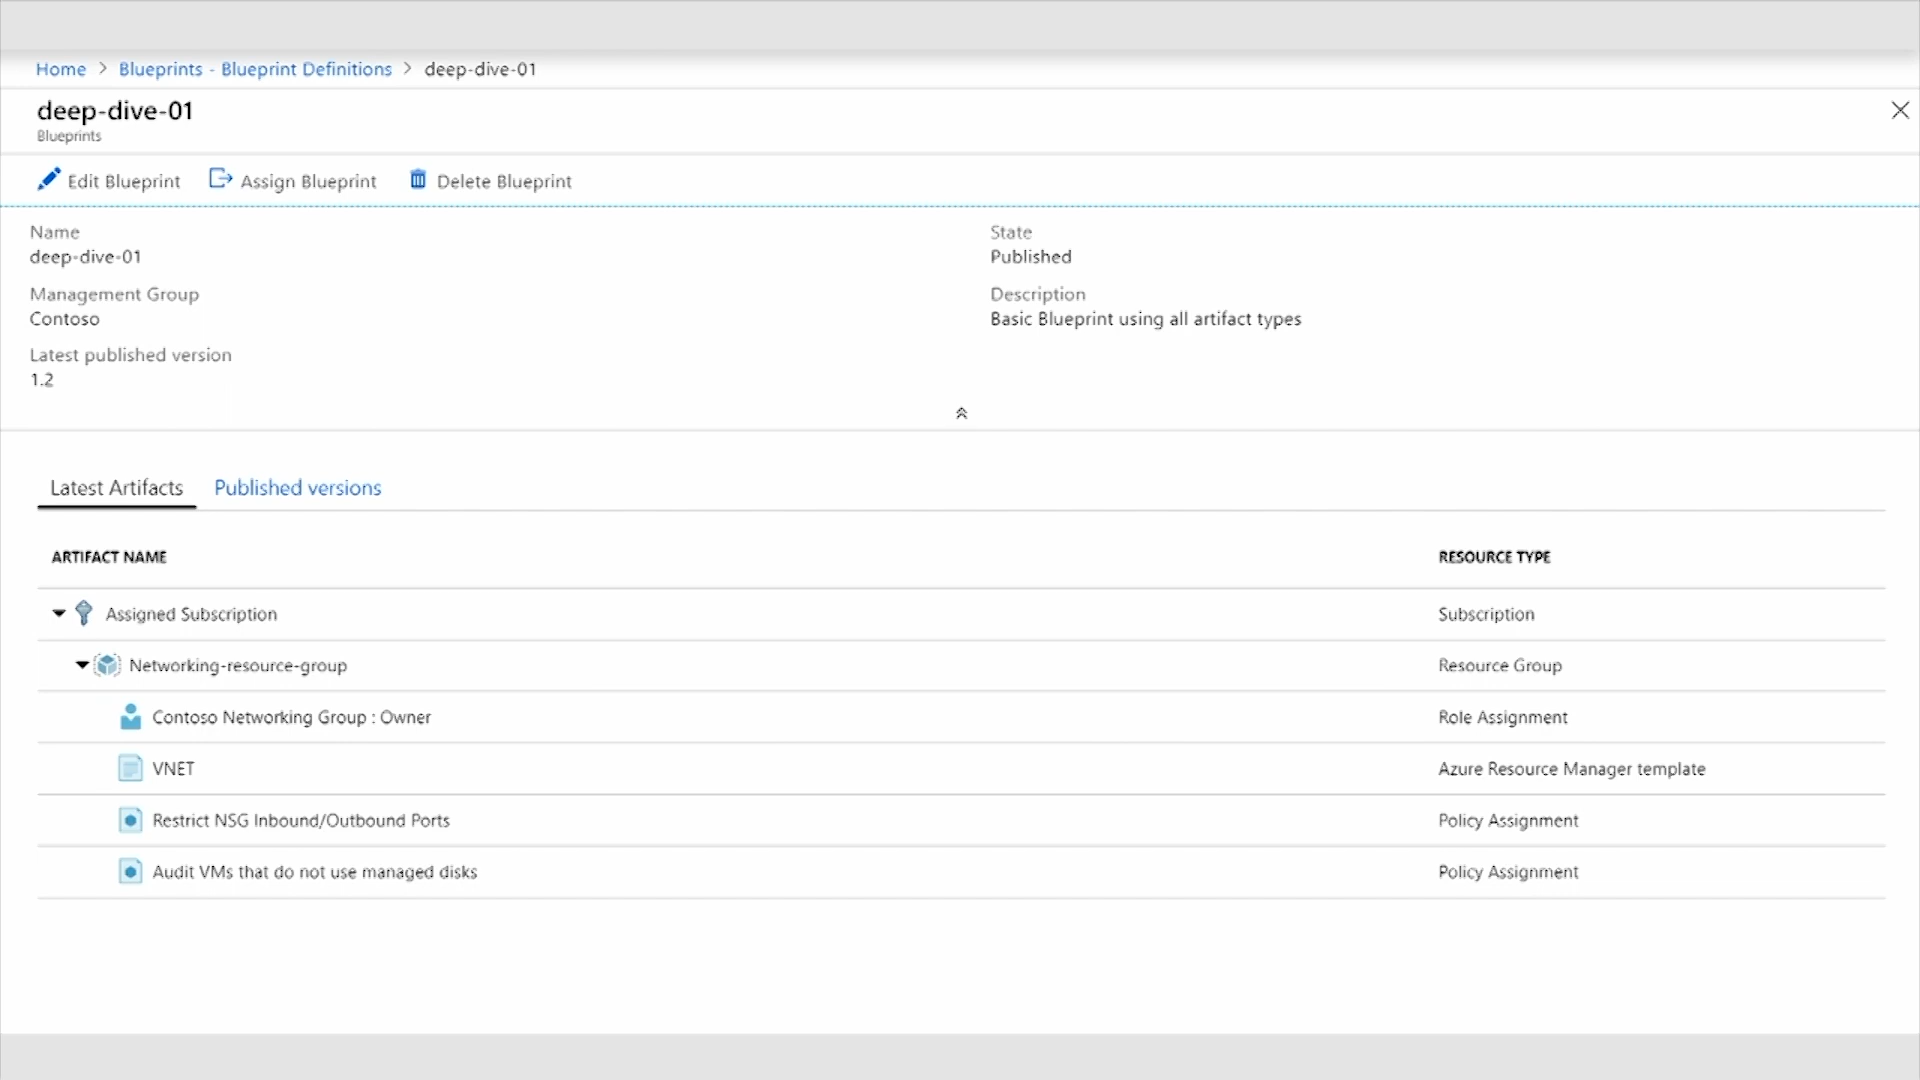 Home > Blueprints - Blueprint Definitions > deep-dive-01
deep-dive-01
Blueprints
Edit Blueprint Assign Blueprint Delete Blueprint
Name
deep-dive-01
State
Published
Management Group
Contoso
Description
Basic Blueprint using all artifact types
Latest published version
1.2
Latest Artifacts Published versions
ARTIFACT NAME RESOURCE TYPE
Assigned Subscription Subscription
Networking-resource-group Resource Group
Contoso Networking Group : Owner Role Assignment
VNET Azure Resource Manager template
Restrict NSG Inbound/Outbound Ports Policy Assignment
Audit VMs that do not use managed disks Policy Assignment